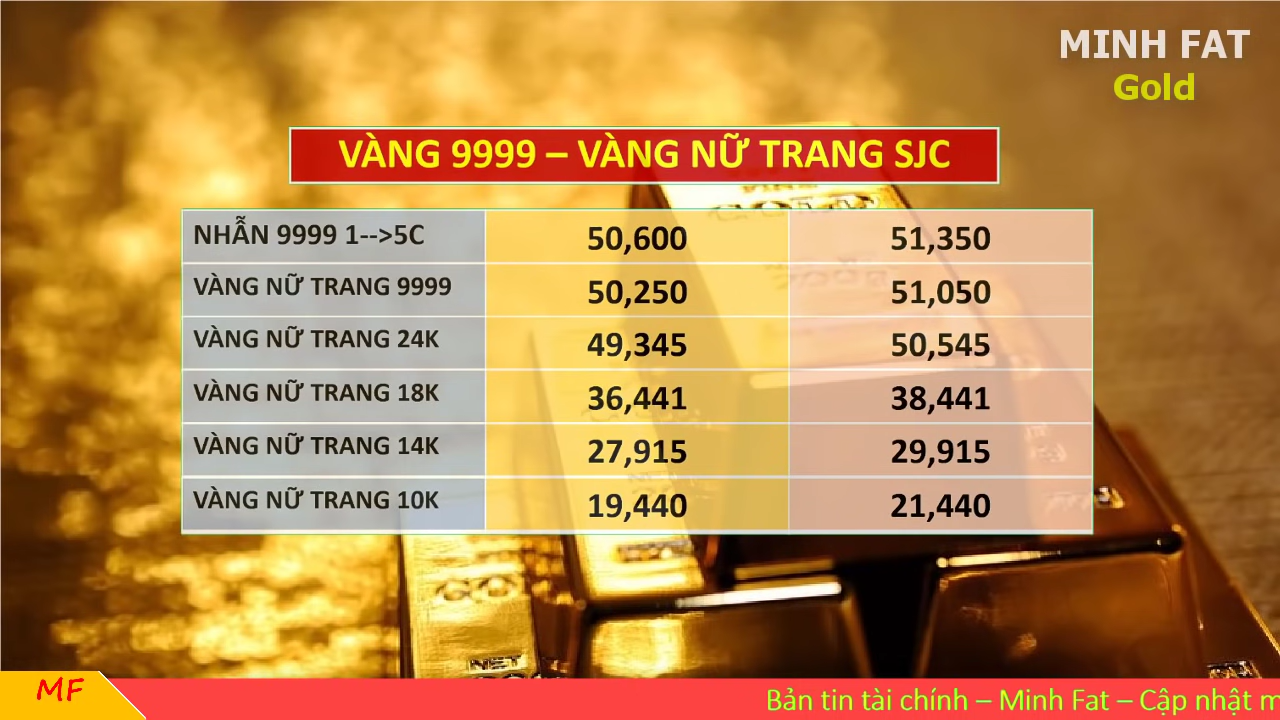 MINH FAT
Gold
VÀNG 9999 – VÀNG NỮ TRANG SJC
NHẪN 9999 1-->5C 50,600 51,350
VÀNG NỮ TRANG 9999 50,250 51,050
VÀNG NỮ TRANG 24K 49,345 50,545
VÀNG NỮ TRANG 18K 36,441 38,441
VÀNG NỮ TRANG 14K 27,915 29,915
VÀNG NỮ TRANG 10K 19,440 21,440
MF
Bản tin tài chính – Minh Fat – Cập nhật